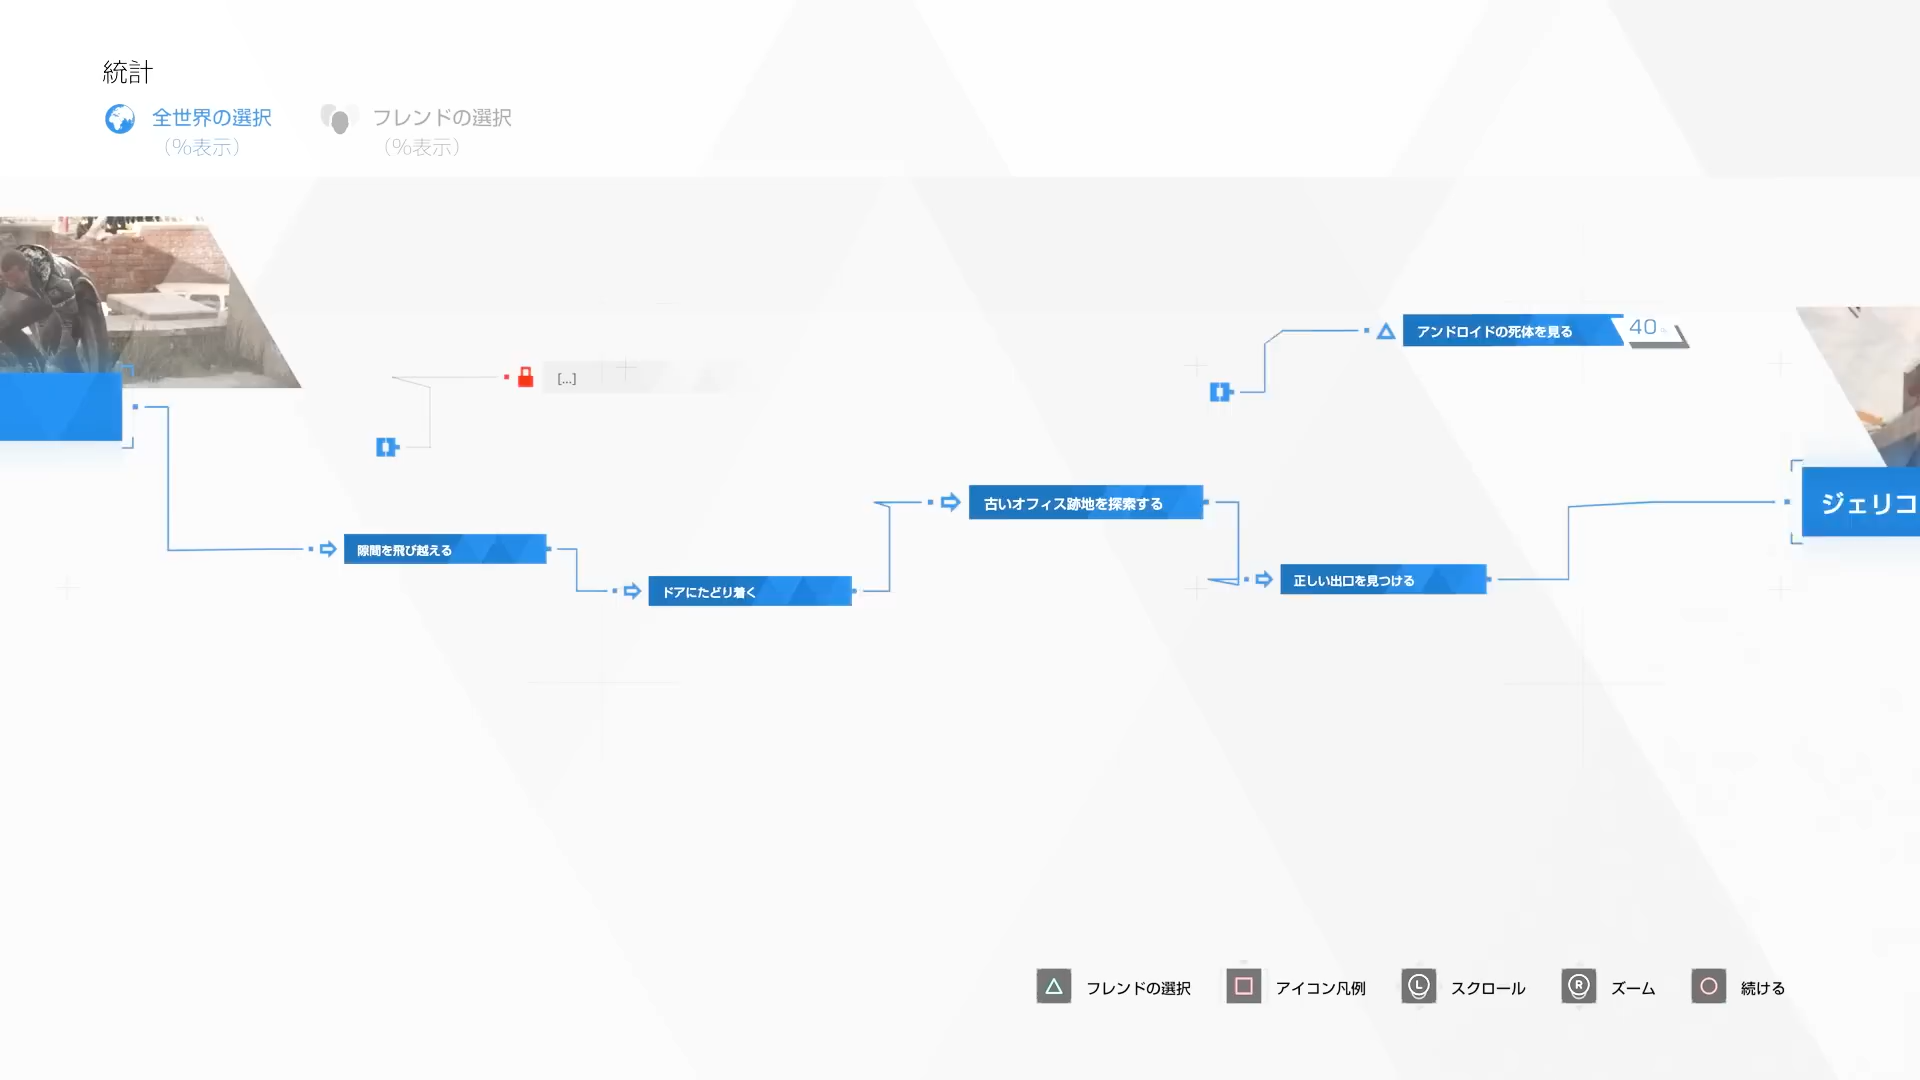 統計
全世界の選択
（%表示）
フレンドの選択
（%表示）
[...]
アンドロイドの死体を見る
40
古いオフィス跡地を探索する
ジェリコ
隙間を飛び越える
正しい出口を見つける
ドアにたどり着く
フレンドの選択
アイコン凡例
L
スクロール
R
ズーム
続ける